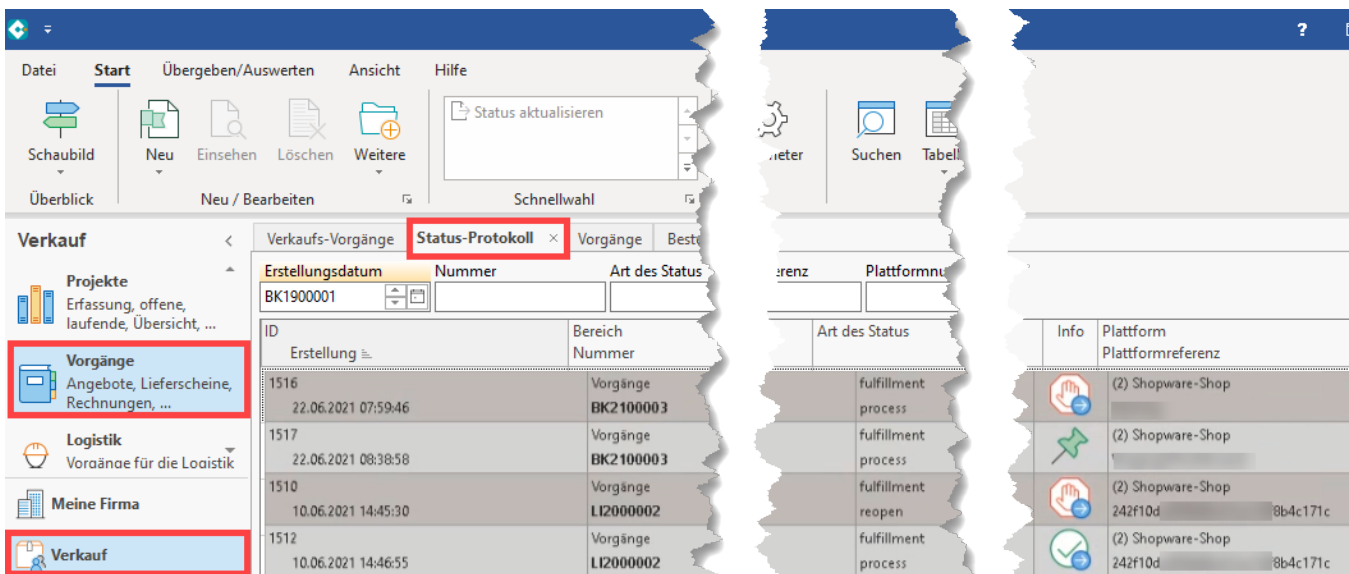 ?
Datei Start Übergeben/Auswerten Ansicht Hilfe
Status aktualisieren
Schaubild Neu Einsehen Löschen Weitere Suchen
Überblick Neu / Bearbeiten Schnellwahl
Verkauf
Verkaufs-Vorgänge Status-Protokoll Vorgänge
Projekte
Erfassung, offene,
laufende, Übersicht, ...
Vorgänge
Angebote, Lieferscheine,
Rechnungen, ...
Logistik
Vorgänge für die Logistik
Meine Firma
Verkauf
Erstellungsdatum Nummer Art des Status
BK1900001
ID Bereich Art des Status Info Plattform
Erstellung Nummer Plattformreferenz
1516 Vorgänge fulfillment (2) Shopware-Shop
22.06.2021 07:59:46 BK2100003 process
1517 Vorgänge fulfillment (2) Shopware-Shop
22.06.2021 08:38:58 BK2100003 process
1510 Vorgänge fulfillment (2) Shopware-Shop
10.06.2021 14:45:30 LI2000002 reopen 242f10d 8b4c171c
1512 Vorgänge fulfillment (2) Shopware-Shop
10.06.2021 14:46:55 LI2000002 process 242f10d 8b4c171c